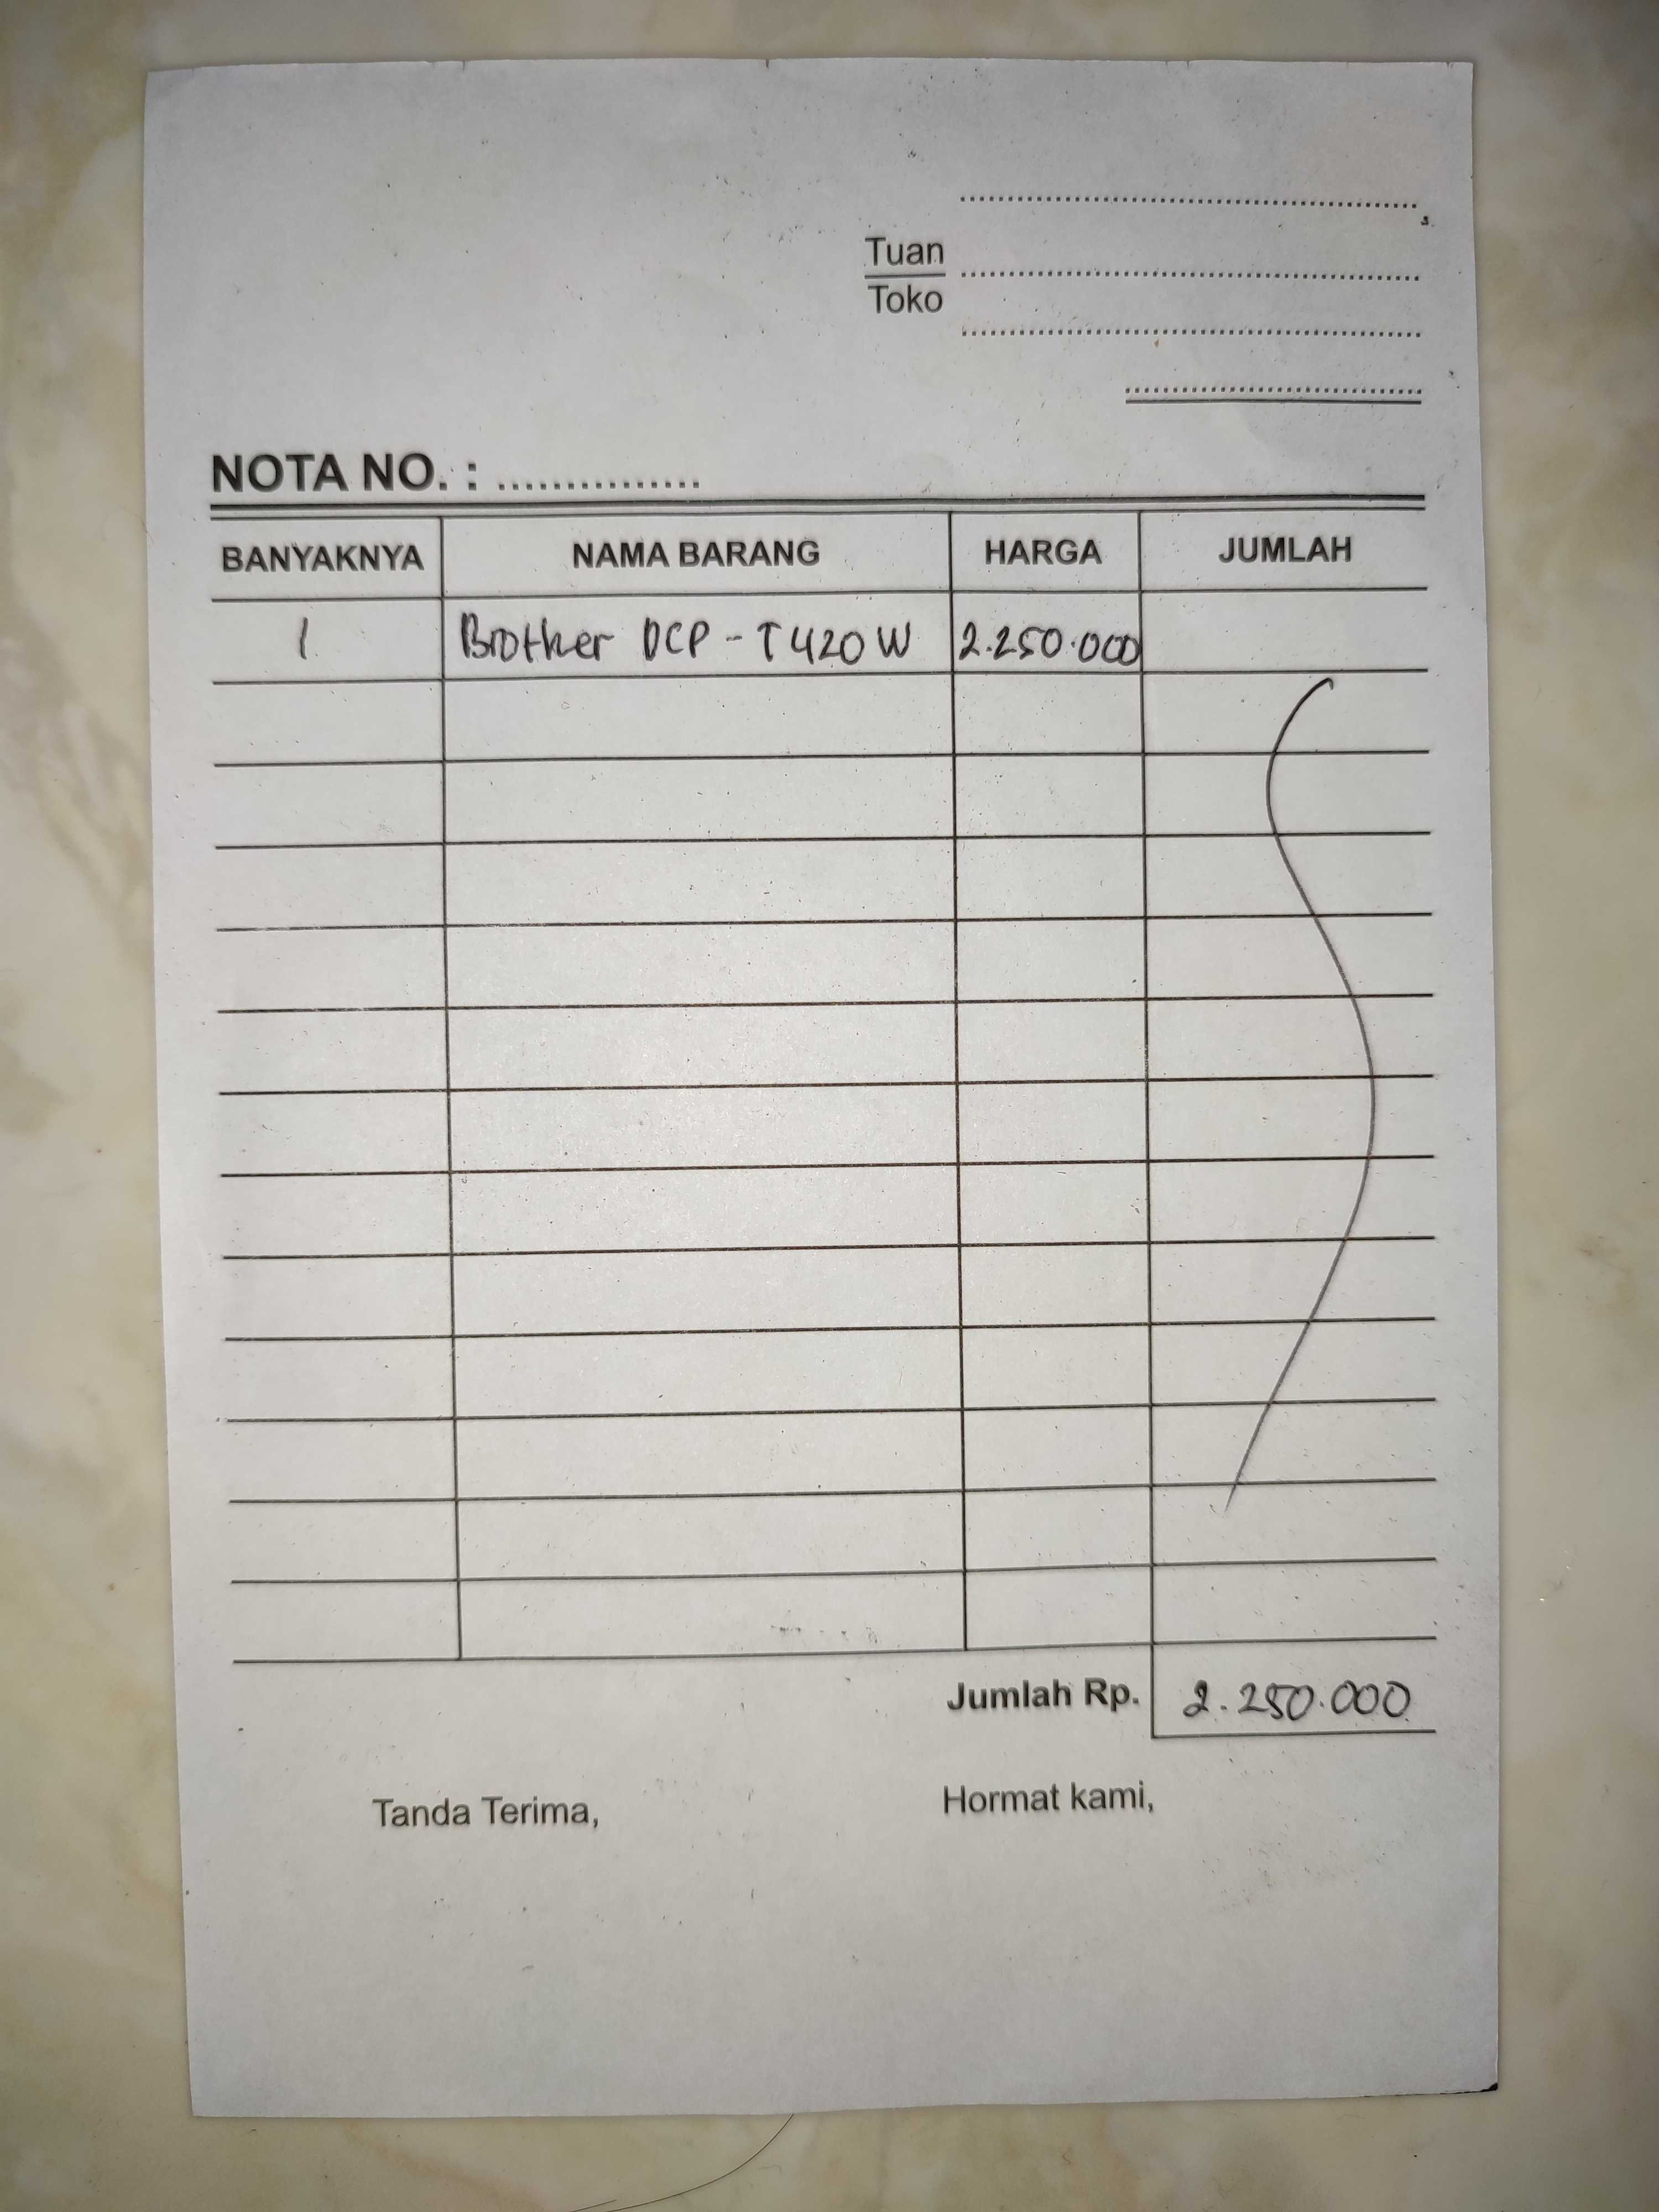 Tuan
Toko
NOTA NO. : ...............
BANYAKNYA NAMA BARANG HARGA JUMLAH
1 Brother DCP - T420W 2.250.000
Jumlah Rp. 2.250.000
Tanda Terima, Hormat kami,